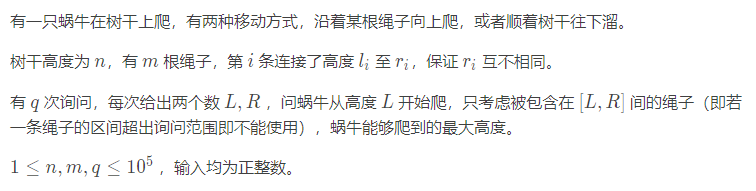 有一只蜗牛在树干上爬，有两种移动方式，沿着某根绳子向上爬，或者顺着树干往下溜。
树干高度为 n，有 m 根绳子，第 i 条连接了高度 l_i 至 r_i，保证 r_i 互不相同。
有 q 次询问，每次给出两个数 L, R ，问蜗牛从高度 L 开始爬，只考虑被包含在 [L, R] 间的绳子（即若
一条绳子的区间超出询问范围即不能使用），蜗牛能够爬到的最大高度。
1 ≤ n, m, q ≤ 10^5 ，输入均为正整数。